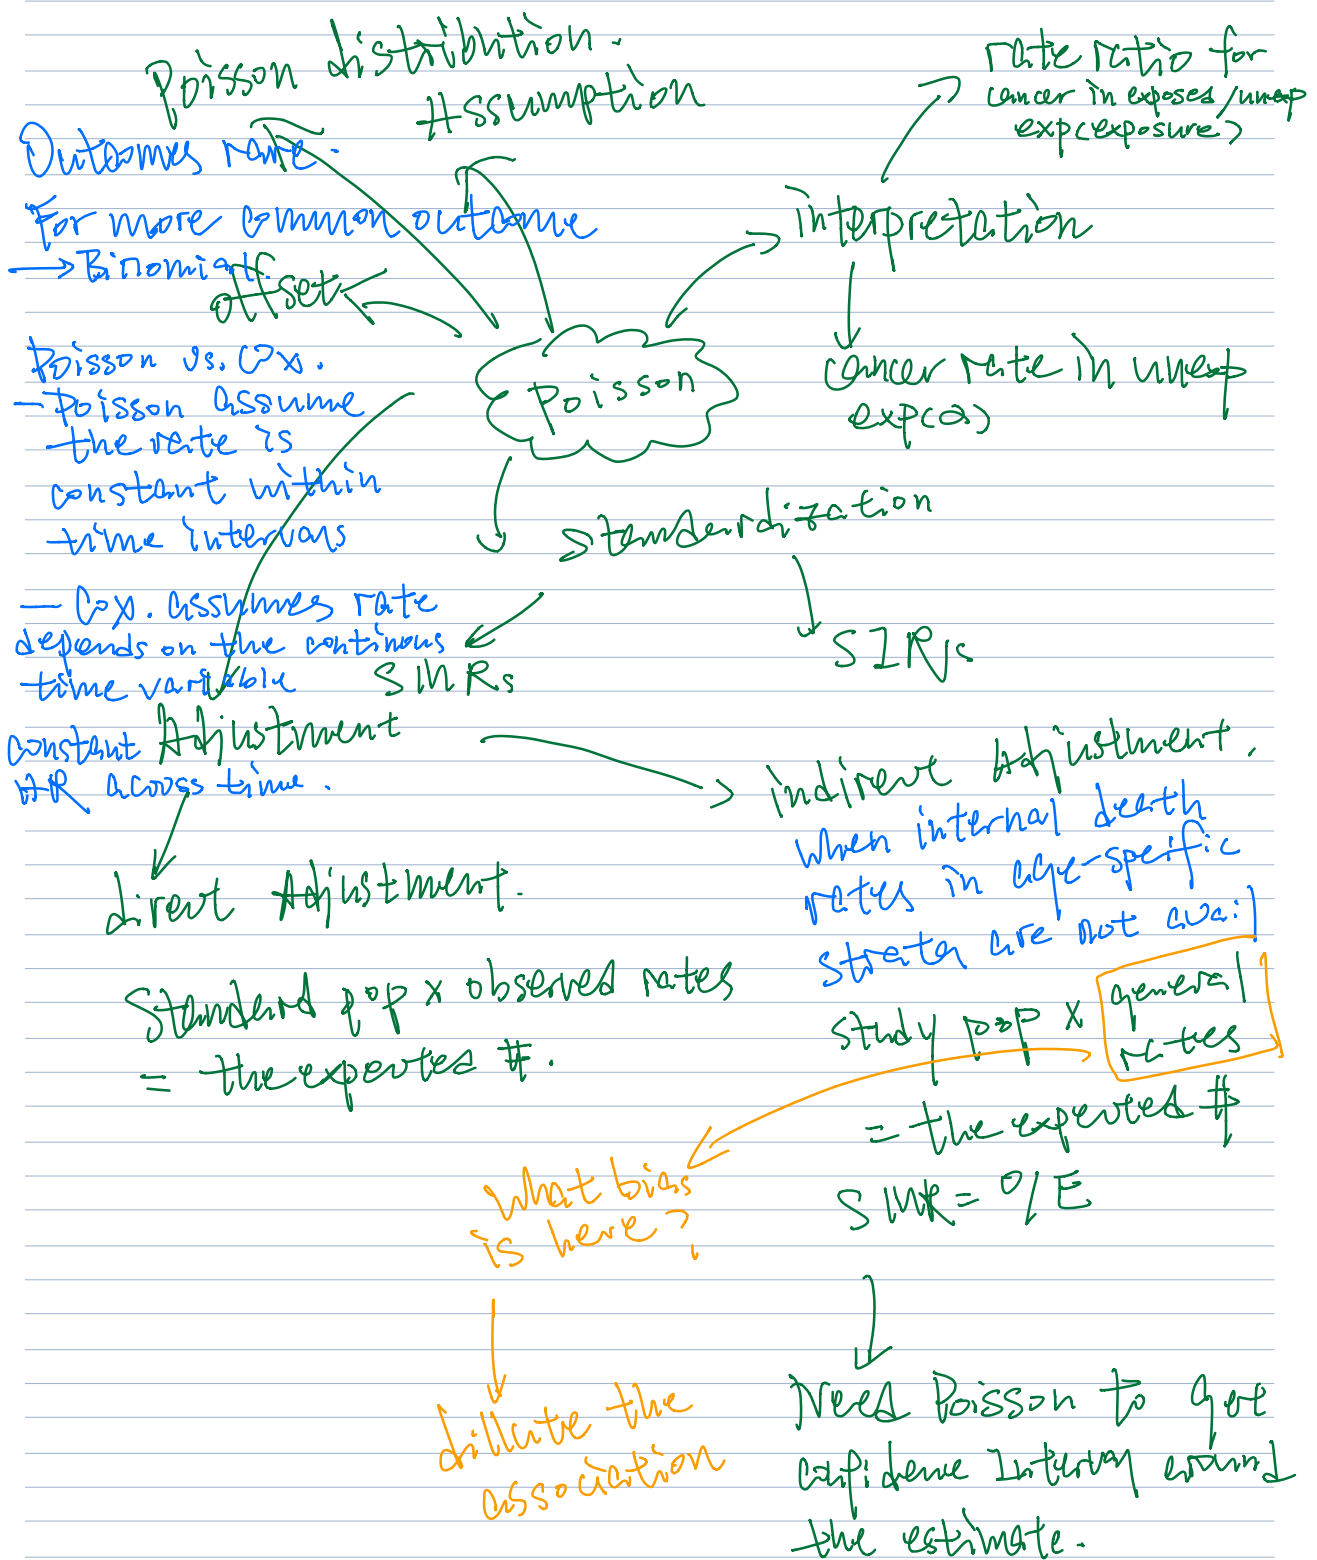 Poisson distribution.
Assumption
Outcomes rare.
For more common outcome
→ Binomial.
offset
Poisson vs. Cox.
- Poisson assume
the rate is
constant within
time intervals
- Cox. assumes rate
depends on the continous
time variable
constant
HR across time.
rate ratio for
cancer in exposes/unexp
exp(exposure)
interpretation
cancer rate in unexp
exp(a)
Poisson
Standardization
SMRs
SIRs
Adjustment
direct Adjustment.
Standard pop x observed rates
= the expected #.
indirect Adjustment.
when internal death
rates in age-speific
strata are not avail
study pop x general
rates
= the expected #
SMR = O/E
what bias
is here?
dillute the
association
Need Poisson to get
confidence Interval around
the estimate.